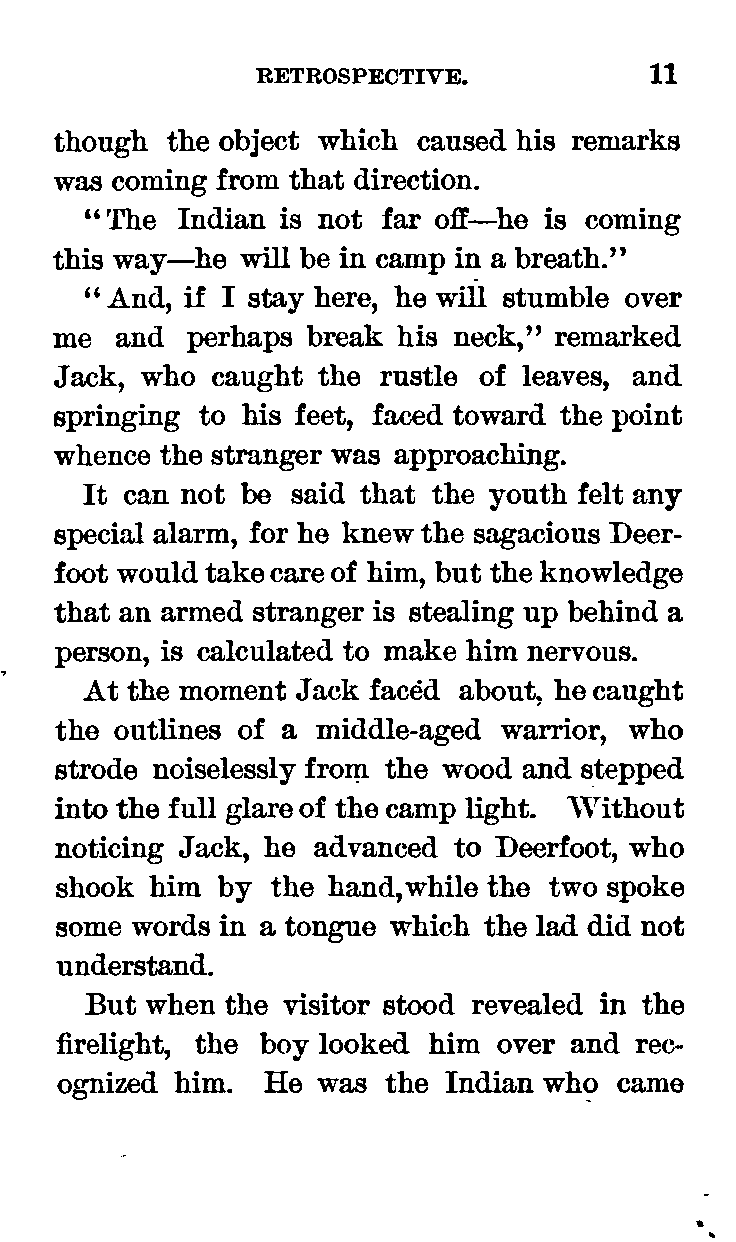 RETROSPECTIVE. 11
though the object which caused his remarks
was coming from that direction.
“The Indian is not far off—he is coming
this way—he will be in camp in a breath.”
“And, if I stay here, he will stumble over
me and perhaps break his neck,” remarked
Jack, who caught the rustle of leaves, and
springing to his feet, faced toward the point
whence the stranger was approaching.
It can not be said that the youth felt any
special alarm, for he knew the sagacious Deer-
foot would take care of him, but the knowledge
that an armed stranger is stealing up behind a
person, is calculated to make him nervous.
At the moment Jack faced about, he caught
the outlines of a middle-aged warrior, who
strode noiselessly from the wood and stepped
into the full glare of the camp light. Without
noticing Jack, he advanced to Deerfoot, who
shook him by the hand, while the two spoke
some words in a tongue which the lad did not
understand.
But when the visitor stood revealed in the
firelight, the boy looked him over and rec-
ognized him. He was the Indian who came